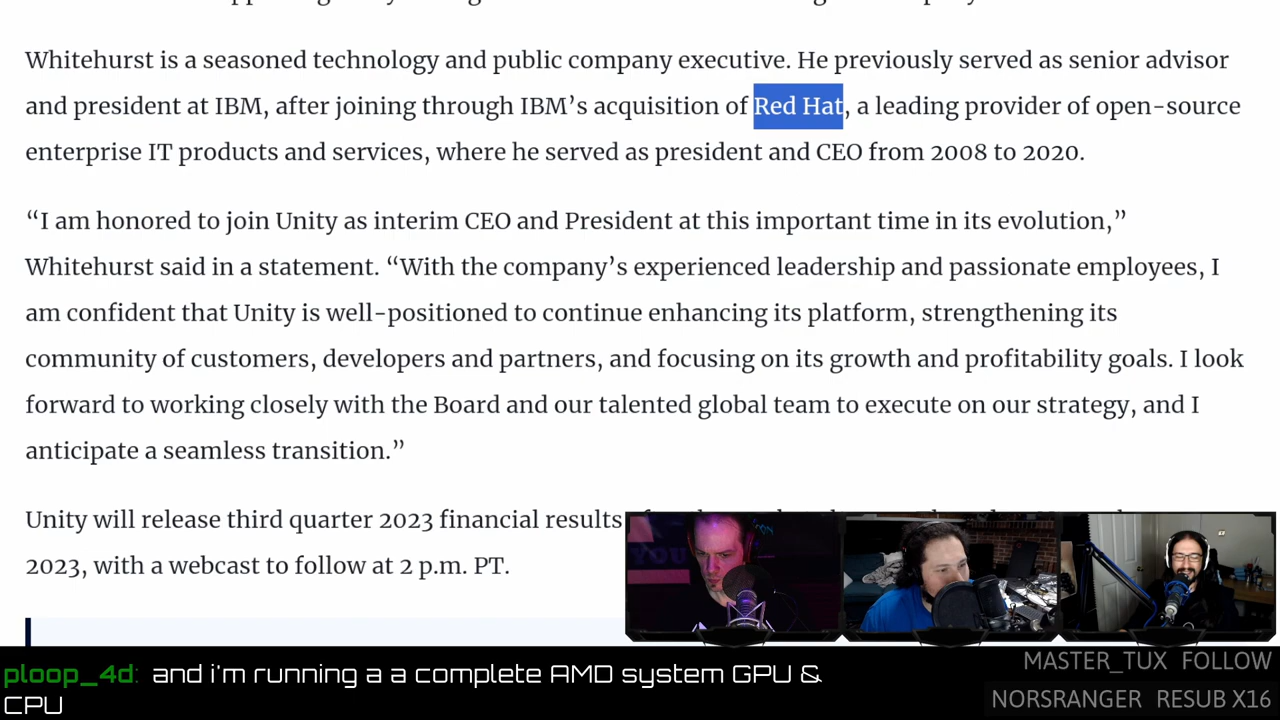 Whitehurst is a seasoned technology and public company executive. He previously served as senior advisor
and president at IBM, after joining through IBM’s acquisition of Red Hat, a leading provider of open-source
enterprise IT products and services, where he served as president and CEO from 2008 to 2020.
“I am honored to join Unity as interim CEO and President at this important time in its evolution,”
Whitehurst said in a statement. “With the company’s experienced leadership and passionate employees, I
am confident that Unity is well-positioned to continue enhancing its platform, strengthening its
community of customers, developers and partners, and focusing on its growth and profitability goals. I look
forward to working closely with the Board and our talented global team to execute on our strategy, and I
anticipate a seamless transition.”
Unity will release third quarter 2023 financial results
2023, with a webcast to follow at 2 p.m. PT.
ploop_4d: and i'm running a a complete AMD system GPU &
CPU
MASTER_TUX FOLLOW
NORSRANGER RESUB X16